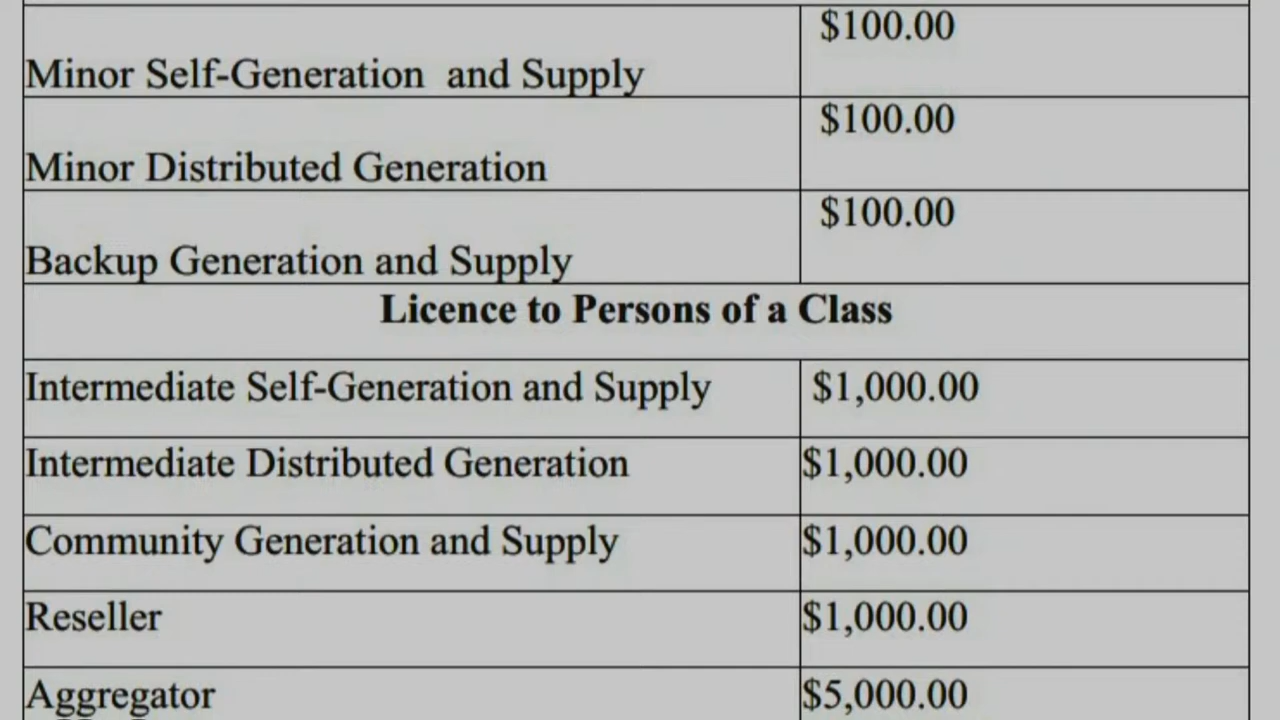 $100.00
Minor Self-Generation  and Supply
$100.00
Minor Distributed Generation
$100.00
Backup Generation and Supply
Licence to Persons of a Class
Intermediate Self-Generation and Supply $1,000.00
Intermediate Distributed Generation $1,000.00
Community Generation and Supply $1,000.00
Reseller $1,000.00
Aggregator $5,000.00